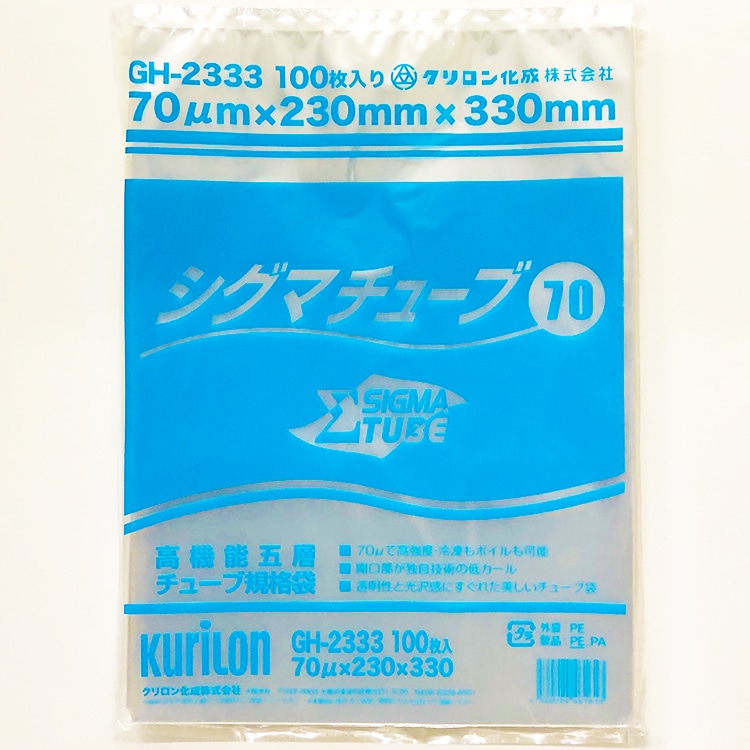 GH-2333 100枚入り クリロン化成 株式会社
70μm×230mm×330mm
シグマチューブ 70
Σ SIGMA
TUBE
高機能五層
チューブ規格袋
■ 70μで高強度・冷凍もボイルも可能
■ 開口部が独自技術の低カール
■ 透明性と光沢感にすぐれた美しいチューブ袋
KURILON
GH-2333 100枚入
70μ×230×330
クリロン化成株式会社
プラ
外袋 PE
製品 PE, PA